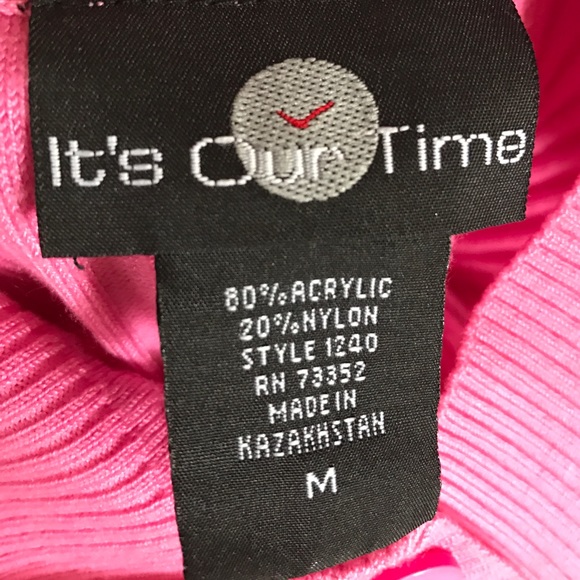 It's Our Time
80% ACRYLIC
20% NYLON
STYLE 1240
RN 73352
MADE IN
KAZAKHSTAN
M